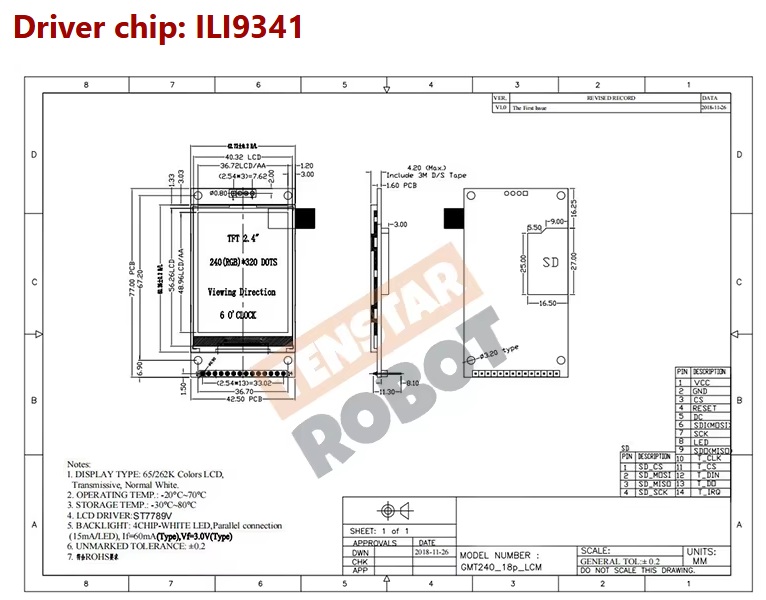 Driver chip: ILI9341
8 7 6 5 4 3 2 1
VER. REVISED RECORD DATA
V1.0 The First Issue 2018-11-26
D D
C C
B B
A A
40.32 LCD
36.72LCD/AA
1.20
(2.54*3)=7.62
3.00
1.33
3.03
2.00
ø0.80
77.00 PCB
67.20
56.26LCD
48.96LCD/AA
TFT 2.4"
240(RGB)*320 DOTS
Viewing Direction
6 O'CLOCK
6.90
1.50
(2.54*13)=33.02
36.70
42.50 PCB
4.20 (Max.)
Include 3M D/S Tape
1.60 PCB
3.00
8.10
11.30
16.25
9.00
5.50
25.00
SD
27.00
16.50
ø3.20 type
TENSTAR
ROBOT
PIN DESCRIPTION
1 VCC
2 GND
3 CS
4 RESET
5 DC
6 SDI(MOSI)
7 SCK
8 LED
9 SDO(MISO)
10 T_CLK
11 T_CS
12 T_DIN
13 T_DO
14 T_IRQ
SD
PIN DESCRIPTION
1 SD_CS
2 SD_MOSI
3 SD_MISO
4 SD_SCK
Notes:
1. DISPLAY TYPE: 65/262K Colors LCD,
Transmissive, Normal White.
2. OPERATING TEMP.: -20°C~70°C
3. STORAGE TEMP.: -30°C~80°C
4. LCD DRIVER:ST7789V
5. BACKLIGHT: 4CHIP-WHITE LED,Parallel connection
(15mA/LED), If=60mA(Type),Vf=3.0V(Type)
6. UNMARKED TOLERANCE: ±0.2
7. ROHS
SHEET: 1 of 1
APPROVALS DATE
DWN 2018-11-26
CHK
APP
MODEL NUMBER :
GMT240_18p_LCM
SCALE:
GENERAL TOL:± 0.2
DO NOT SCALE THIS DRAWING.
UNITS:
MM
8 7 6 5 4 3 2 1